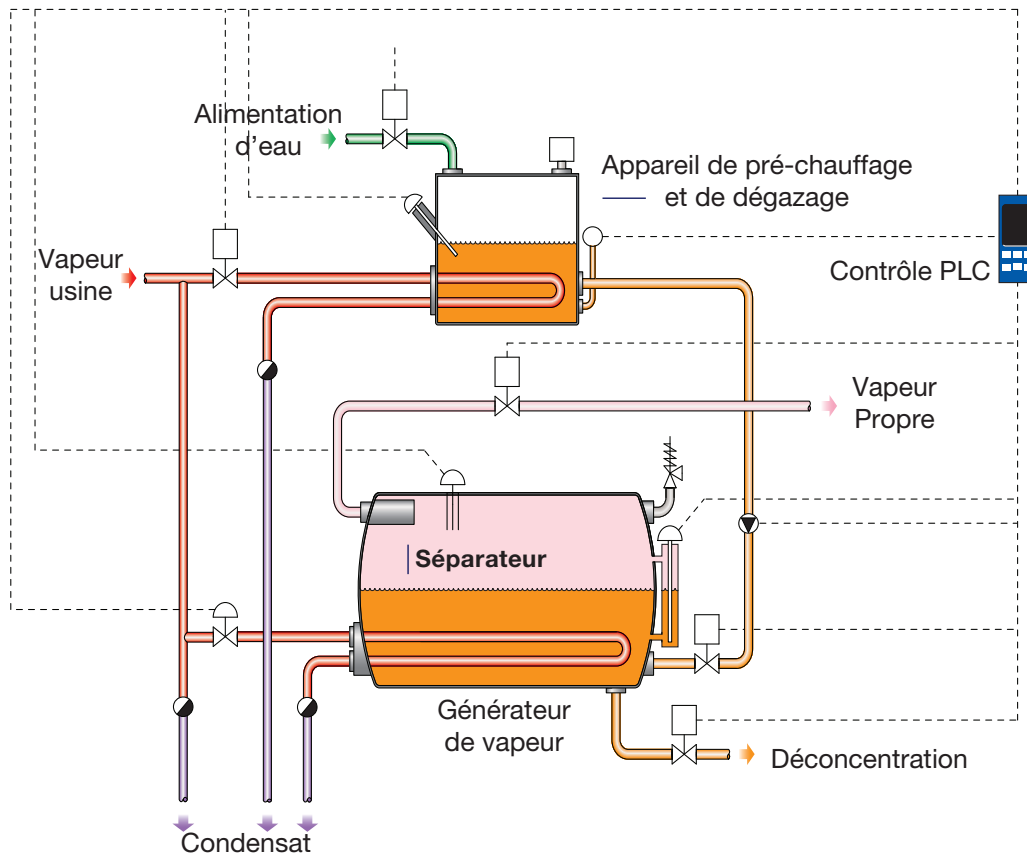 Alimentation
d'eau
Appareil de pré-chauffage
et de dégazage
Vapeur
usine
Contrôle PLC
Vapeur
Propre
Séparateur
Générateur
de vapeur
Déconcentration
Condensat